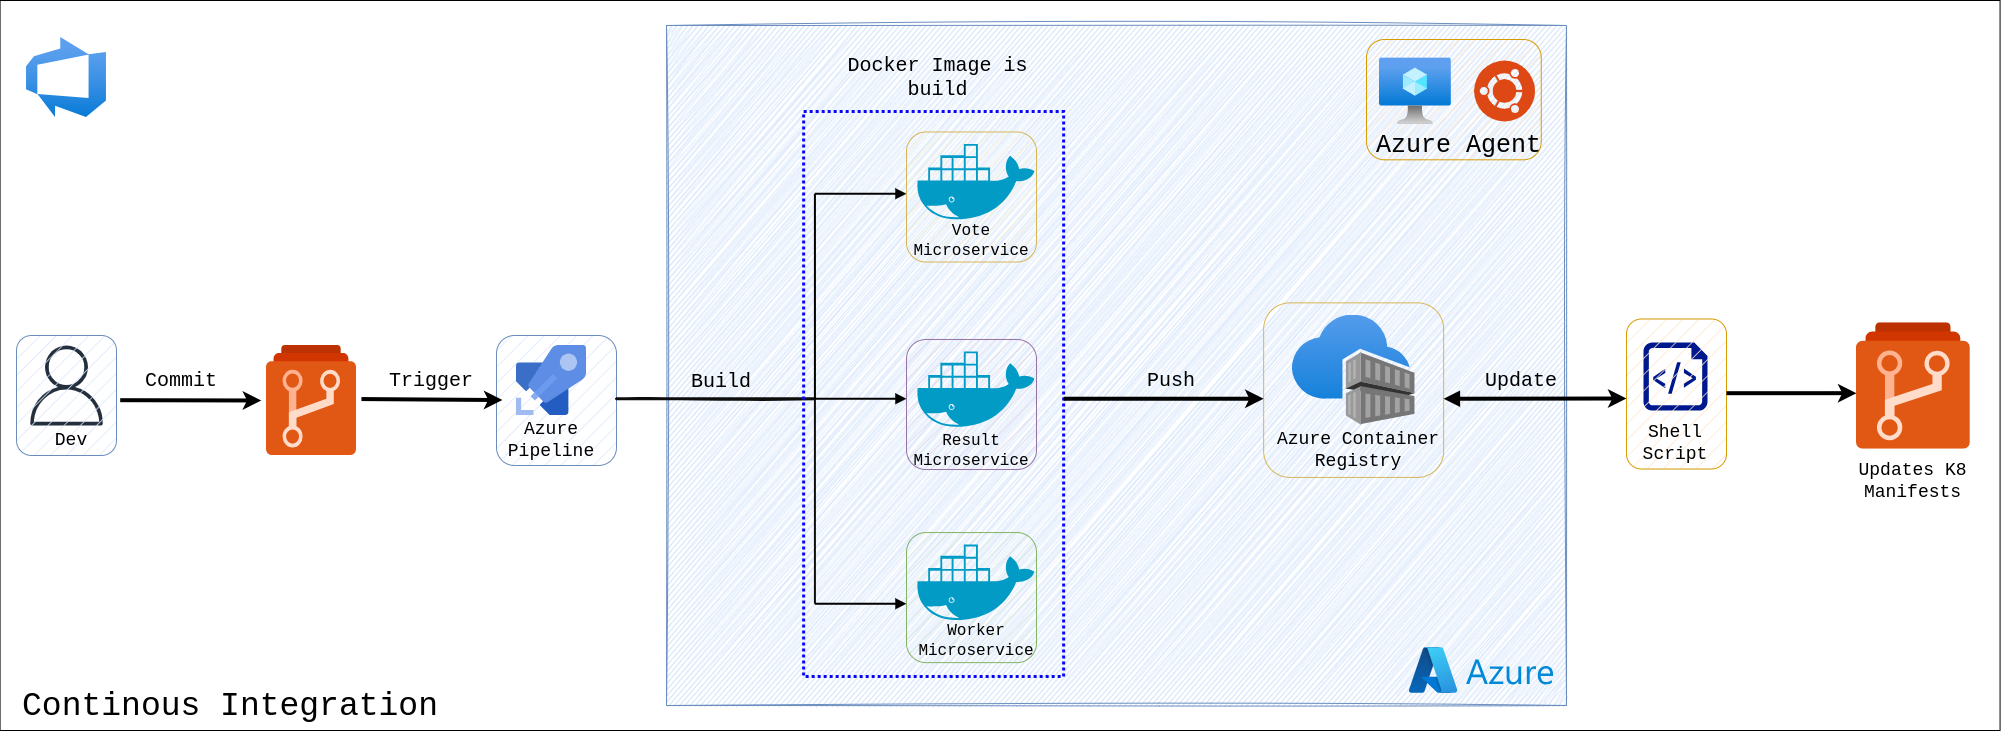 Docker Image is
build
Azure Agent
Vote
Microservice
Commit
Trigger
Build
Push
Update
Dev
Azure
Pipeline
Result
Microservice
Azure Container
Registry
Shell
Script
Updates K8
Manifests
Worker
Microservice
Azure
Continous Integration